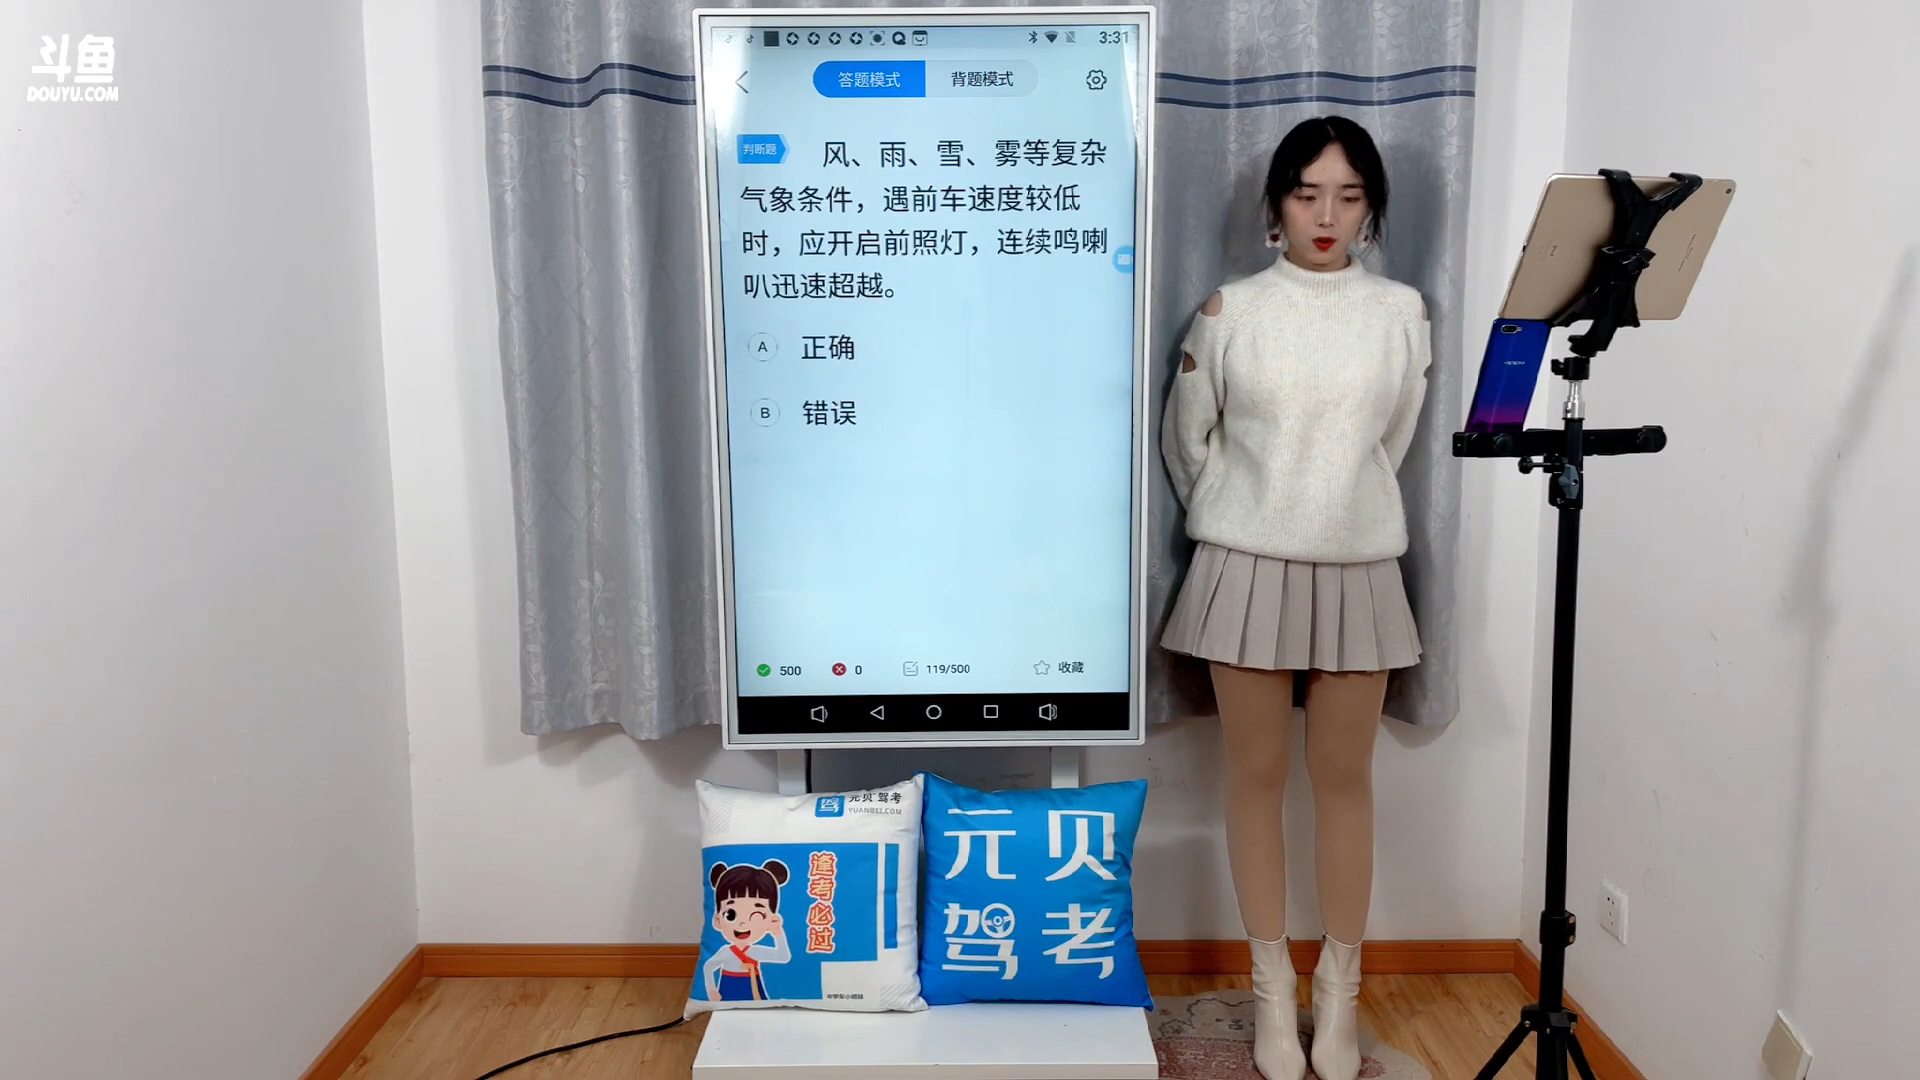 斗鱼
DOUYU.COM
3:31
答题模式
背题模式
判断题
风、雨、雪、雾等复杂
气象条件，遇前车速度较低
时，应开启前照灯，连续鸣喇
叭迅速超越。
A 正确
B 错误
500
0
119/500
收藏
oppo
驾 元贝驾考
YUANBEI.COM
逢考必过
元贝
驾考